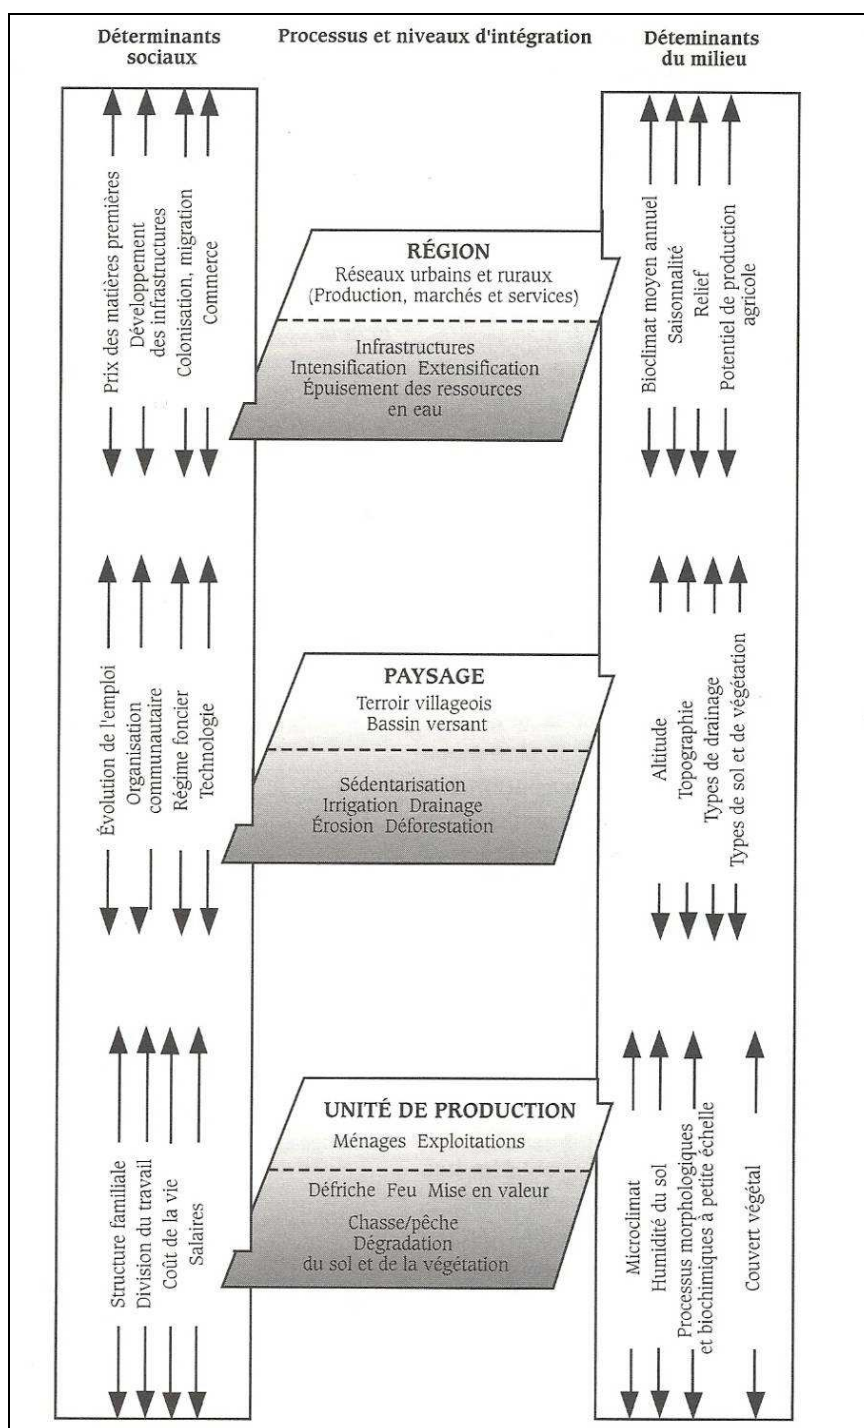 Déterminants
sociaux
Processus et niveaux d'intégration
Déteminants
du milieu
Prix des matières premières
Développement
des infrastructures
Colonisation, migration
Commerce
RÉGION
Réseaux urbains et ruraux
(Production, marchés et services)
Infrastructures
Intensification Extensification
Épuisement des ressources
en eau
Bioclimat moyen annuel
Saisonnalité
Relief
Potentiel de production
agricole
Évolution de l'emploi
Organisation
communautaire
Régime foncier
Technologie
PAYSAGE
Terroir villageois
Bassin versant
Sédentarisation
Irrigation Drainage
Érosion Déforestation
Altitude
Topographie
Types de drainage
Types de sol et de végétation
Structure familiale
Division du travail
Coût de la vie
Salaires
UNITÉ DE PRODUCTION
Ménages Exploitations
Défriche Feu Mise en valeur
Chasse/pêche
Dégradation
du sol et de la végétation
Microclimat
Humidité du sol
Processus morphologiques
et biochimiques à petite échelle
Couvert végétal